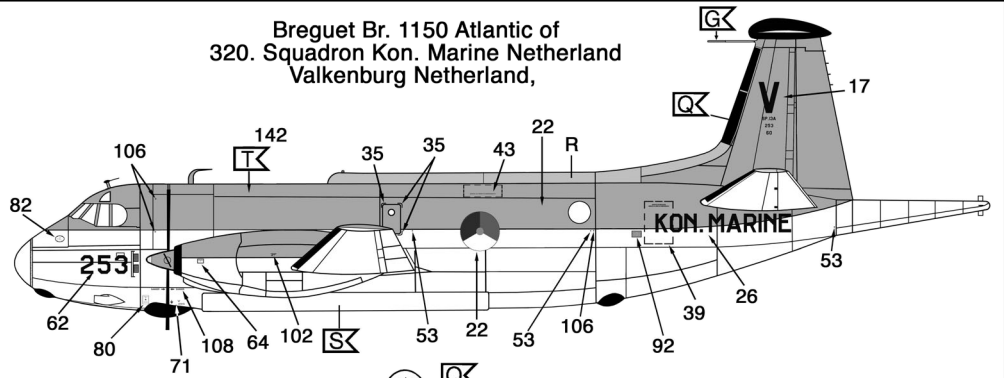 Breguet Br. 1150 Atlantic of
320. Squadron Kon. Marine Netherland
Valkenburg Netherland,
G
17
Q
V
253
22
R
142
T
35
35
43
106
82
KON. MARINE
253
62
80
71
108
64
102
S
53
22
53
106
92
39
26
53